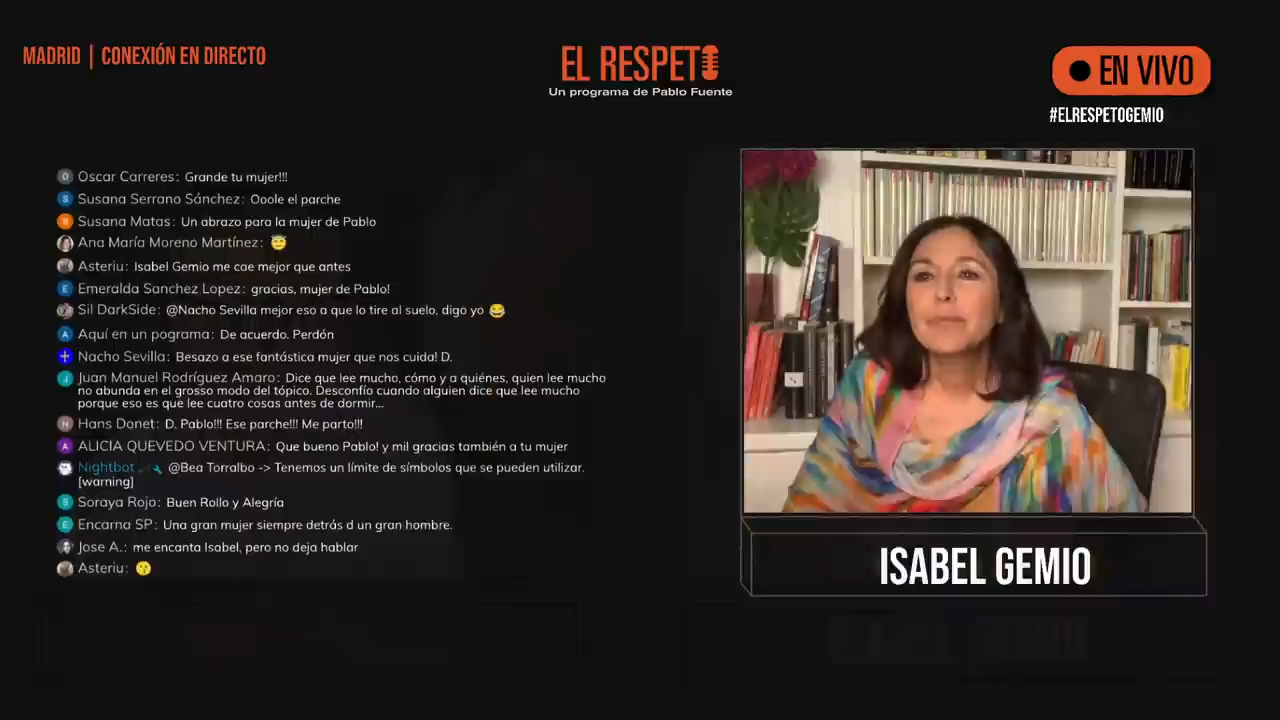 MADRID | CONEXIÓN EN DIRECTO
EL RESPETO
Un programa de Pablo Fuente
EN VIVO
#ELRESPETOGEMIO
Oscar Carreres: Grande tu mujer!!!
Susana Serrano Sánchez: Ooole el parche
Susana Matas: Un abrazo para la mujer de Pablo
Ana María Moreno Martínez: 😇
Asteriu: Isabel Gemio me cae mejor que antes
Emeralda Sanchez Lopez: gracias, mujer de Pablo!
Sil DarkSide: @Nacho Sevilla mejor eso a que lo tire al suelo, digo yo 😂
Aquí en un pograma: De acuerdo. Perdón
Nacho Sevilla: Besazo a ese fantástica mujer que nos cuida! D.
Juan Manuel Rodríguez Amaro: Dice que lee mucho, cómo y a quiénes, quien lee mucho
no abunda en el grosso modo del tópico. Desconfío cuando alguien dice que lee mucho
porque eso es que lee cuatro cosas antes de dormir...
Hans Donet: D. Pablo!!! Ese parche!!! Me parto!!!
ALICIA QUEVEDO VENTURA: Que bueno Pablo! y mil gracias también a tu mujer
Nightbot @Bea Torralbo -> Tenemos un límite de símbolos que se pueden utilizar.
[warning]
Soraya Rojo: Buen Rollo y Alegría
Encarna SP: Una gran mujer siempre detrás d un gran hombre.
Jose A.: me encanta Isabel, pero no deja hablar
Asteriu: 😗
ISABEL GEMIO